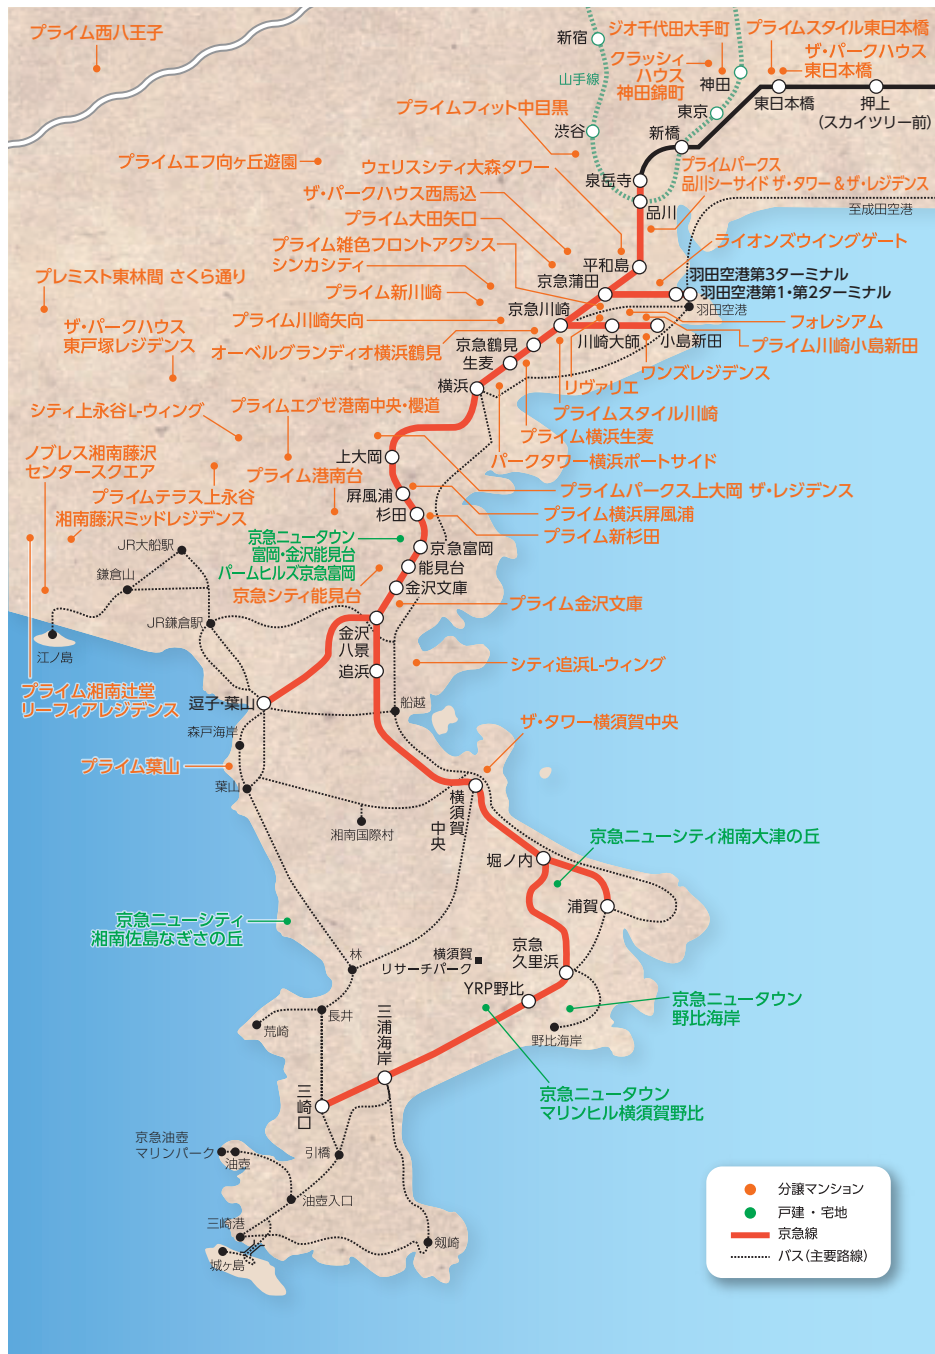 プライム西八王子
新宿
ジオ千代田大手町
プライムスタイル東日本橋
クラッシィ
ハウス
神田錦町
ザ・パークハウス
東日本橋
山手線
神田
東京
東日本橋
押上
(スカイツリー前)
プライムフィット中目黒
渋谷
新橋
プライムエフ向ヶ丘遊園
ウェリスシティ大森タワー
泉岳寺
プライムパークス
品川シーサイド ザ・タワー&ザ・レジデンス
ザ・パークハウス西馬込
品川
至成田空港
プライム大田矢口
プライム雑色フロントアクシス
ライオンズウイングゲート
シンカシティ
平和島
京急蒲田
羽田空港第3ターミナル
羽田空港第1・第2ターミナル
羽田空港
プレミスト東林間 さくら通り
プライム新川崎
京急川崎
プライム川崎矢向
フォレシアム
ザ・パークハウス
東戸塚レジデンス
オーベルグランディオ横浜鶴見
京急鶴見
川崎大師
小島新田
プライム川崎小島新田
生麦
ワンズレジデンス
横浜
リヴァリエ
シティ上永谷L-ウィング
プライムエグゼ港南中央・櫻道
プライムスタイル川崎
プライム横浜生麦
ノブレス湘南藤沢
センタースクエア
上大岡
パークタワー横浜ポートサイド
プライム港南台
プライムテラス上永谷
屏風浦
プライムパークス上大岡 ザ・レジデンス
湘南藤沢ミッドレジデンス
杉田
プライム横浜屏風浦
プライム新杉田
京急ニュータウン
富岡・金沢能見台
パームヒルズ京急富岡
JR大船駅
京急富岡
能見台
鎌倉山
京急シティ能見台
金沢文庫
プライム金沢文庫
JR鎌倉駅
金沢
八景
江ノ島
追浜
シティ追浜L-ウィング
プライム湘南辻堂
リーフィアレジデンス
逗子・葉山
船越
ザ・タワー横須賀中央
森戸海岸
プライム葉山
葉山
横須賀
中央
湘南国際村
京急ニューシティ湘南大津の丘
堀ノ内
浦賀
京急ニューシティ
湘南佐島なぎさの丘
林
横須賀
リサーチパーク
京急
久里浜
YRP野比
京急ニュータウン
野比海岸
長井
荒崎
三浦海岸
野比海岸
京急ニュータウン
マリンヒル横須賀野比
三崎口
京急油壺
マリンパーク
油壺
引橋
油壺入口
三崎港
剱崎
城ヶ島
分譲マンション
戸建・宅地
京急線
バス(主要路線)